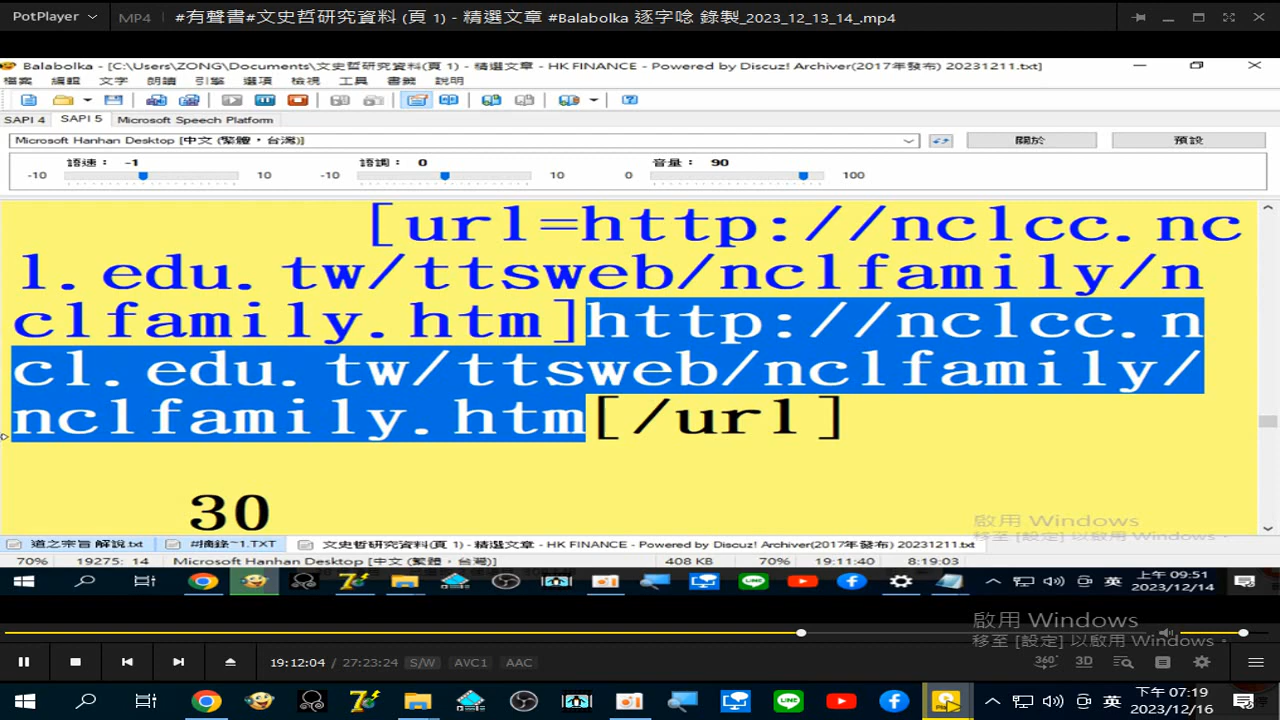 PotPlayer MP4 #有聲書#文史哲研究資料 (頁 1) - 精選文章 #Balabolka 逐字唸 錄製_2023_12_13_14_.mp4
Balabolka - [C:\Users\ZONG\Documents\文史哲研究資料(頁 1) - 精選文章 - HK FINANCE - Powered by Discuz! Archiver(2017年發布) 20231211.txt]
檔案 編輯 文字 朗讀 引擎 選項 檢視 工具 書籤 說明
SAPI 4 SAPI 5 Microsoft Speech Platform
Microsoft Hanhan Desktop [中文 (繁體，台灣)] 關於 預設
語速： -1 語調： 0 音量： 90
-10 10 -10 10 0 100
[url=http://nclcc.nc
l.edu.tw/ttsweb/nclfamily/n
clfamily.htm]http://nclcc.n
cl.edu.tw/ttsweb/nclfamily/
nclfamily.htm[/url]
30
啟用 Windows
移至 [設定] 以啟用 Windows。
道之宗旨 解說.txt #摘錄~1.TXT 文史哲研究資料(頁 1) - 精選文章 - HK FINANCE - Powered by Discuz! Archiver(2017年發布) 20231211.txt
70% 19275: 14 Microsoft Hanhan Desktop [中文 (繁體，台灣)] 408 KB 70% 19:11:40 8:19:03
英 上午 09:51
2023/12/14
啟用 Windows
移至 [設定] 以啟用 Windows。
19:12:04 / 27:23:24 S/W AVC1 AAC 360° 3D
英 下午 07:19
2023/12/16